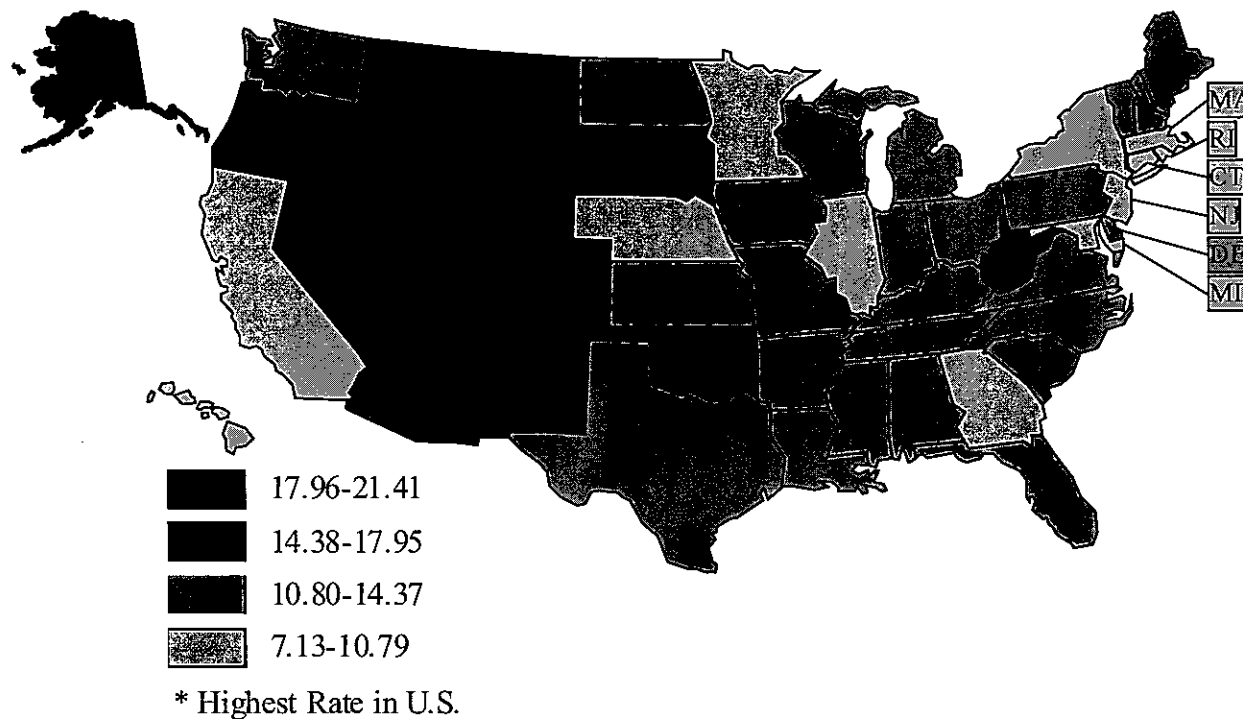 MA
RI
CT
NJ
DE
MI
17.96-21.41
14.38-17.95
10.80-14.37
7.13-10.79
* Highest Rate in U.S.